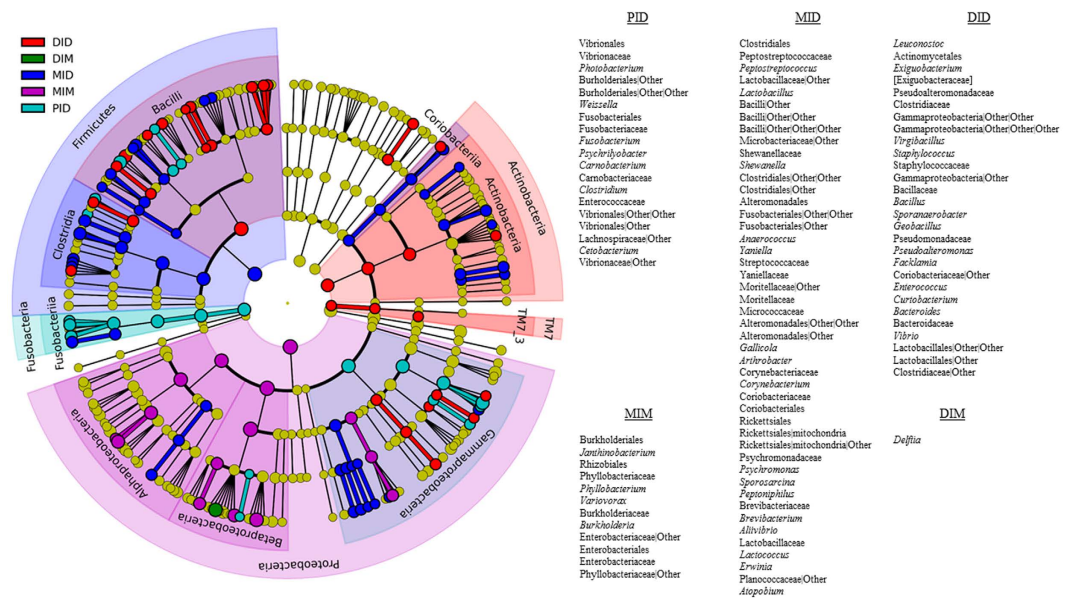 DID
DIM
MID
MIM
PID
Firmicutes
Bacilli
Clostridia
Fusobacteria
Fusobacteria
Coriobacteriia
Actinobacteria
Actinobacteria
TM7_3
TM7
Alphaproteobacteria
Betaproteobacteria
Gammaproteobacteria
Proteobacteria
PID
Vibrionales
Vibrionaceae
Photobacterium
Burholderiales|Other
Burholderiales|Other|Other
Weissella
Fusobacteriales
Fusobacteriaceae
Fusobacterium
Psychrilyobacter
Carnobacterium
Carnobacteriaceae
Clostridium
Enterococcaceae
Vibrionales|Other|Other
Vibrionales|Other
Lachnospiraceae|Other
Cetobacterium
Vibrionaceae|Other
MIM
Burkholderiales
Janthinobacterium
Rhizobiales
Phyllobacteriaceae
Phyllobacterium
Variovorax
Burkholderiaceae
Burkholderia
Enterobacteriaceae|Other
Enterobacteriales
Enterobacteriaceae
Phyllobacteriaceae|Other
MID
Clostridiales
Peptostreptococcaceae
Peptostreptococcus
Lactobacillaceae|Other
Lactobacillus
Bacilli|Other
Bacilli|Other|Other
Bacilli|Other|Other|Other
Microbacteriaceae|Other
Shewanellaceae
Shewanella
Clostridiales|Other|Other
Clostridiales|Other
Alteromonadales
Fusobacteriales|Other|Other
Fusobacteriales|Other
Anaerococcus
Yaniella
Streptococcaceae
Yaniellaceae
Moritellaceae|Other
Moritellaceae
Micrococcaceae
Alteromonadales|Other|Other
Alteromonadales|Other
Gallicola
Arthrobacter
Corynebacteriaceae
Corynebacterium
Coriobacteriaceae
Coriobacteriales
Rickettsiales
Rickettsiales|mitochondria
Rickettsiales|mitochondria|Other
Psychromonadaceae
Psychromonas
Sporosarcina
Peptoniphilus
Brevibacteriaceae
Brevibacterium
Aliivibrio
Lactobacillaceae
Lactococcus
Erwinia
Planococcaceae|Other
Atopobium
DID
Leuconostoc
Actinomycetales
Exiguobacterium
[Exiguobacteraceae]
Pseudoalteromonadaceae
Clostridiaceae
Gammaproteobacteria|Other|Other
Gammaproteobacteria|Other|Other|Other
Virgibacillus
Staphylococcus
Staphylococcaceae
Gammaproteobacteria|Other
Bacillaceae
Bacillus
Sporanaerobacter
Geobacillus
Pseudomonadaceae
Pseudoalteromonas
Facklamia
Coriobacteriaceae|Other
Enterococcus
Curtobacterium
Bacteroides
Bacteroidaceae
Vibrio
Lactobacillales|Other|Other
Lactobacillales|Other
Clostridiaceae|Other
DIM
Delftia